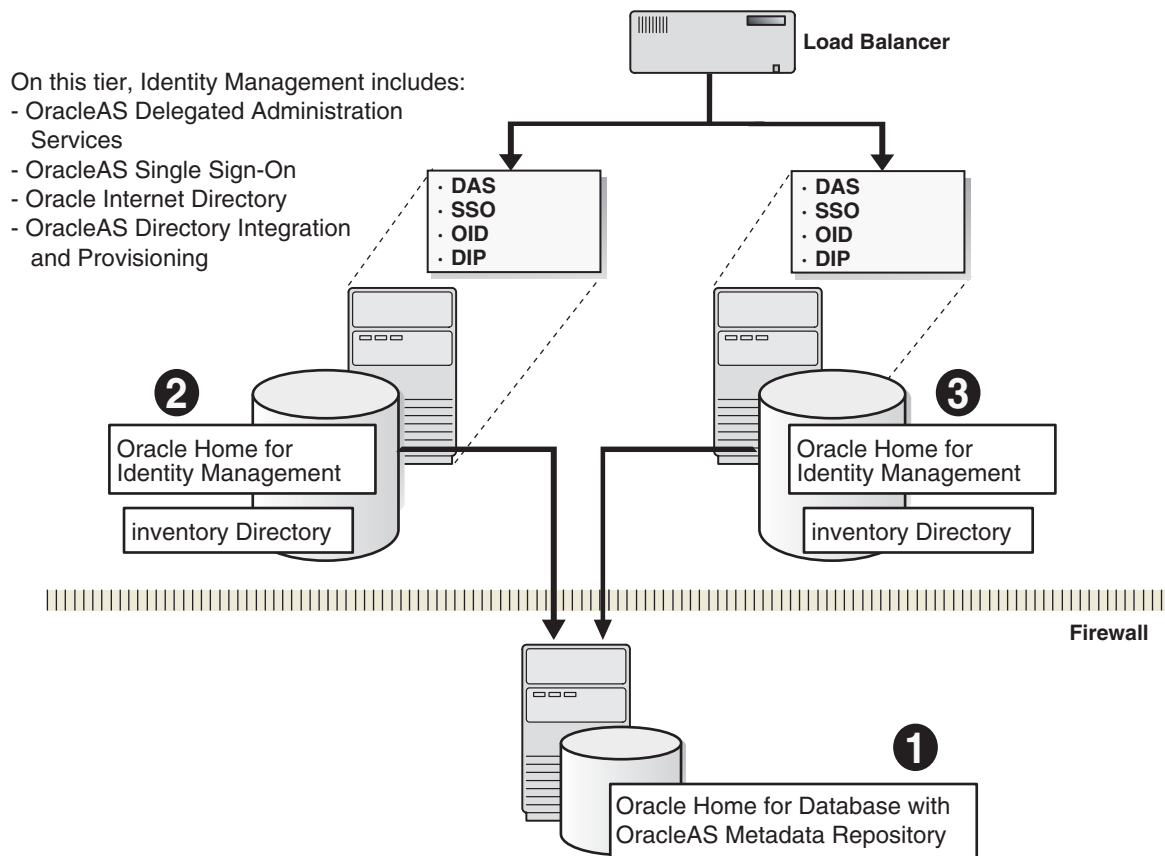 Load Balancer
On this tier, Identity Management includes:
- OracleAS Delegated Administration
Services
- OracleAS Single Sign-On
- Oracle Internet Directory
- OracleAS Directory Integration
and Provisioning
· DAS
· SSO
· OID
· DIP
· DAS
· SSO
· OID
· DIP
2
Oracle Home for
Identity Management
inventory Directory
3
Oracle Home for
Identity Management
inventory Directory
Firewall
1
Oracle Home for Database with
OracleAS Metadata Repository